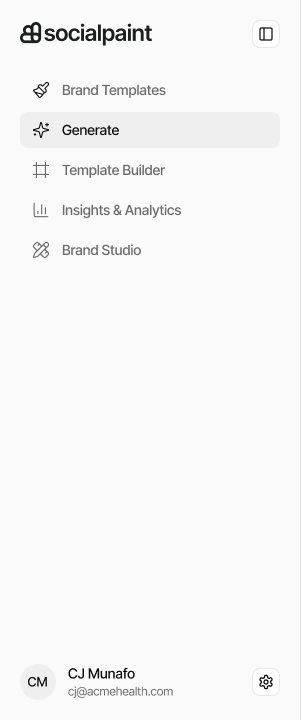 socialpaint
Brand Templates
Generate
Template Builder
Insights & Analytics
Brand Studio
CM
CJ Munafo
cj@acmehealth.com